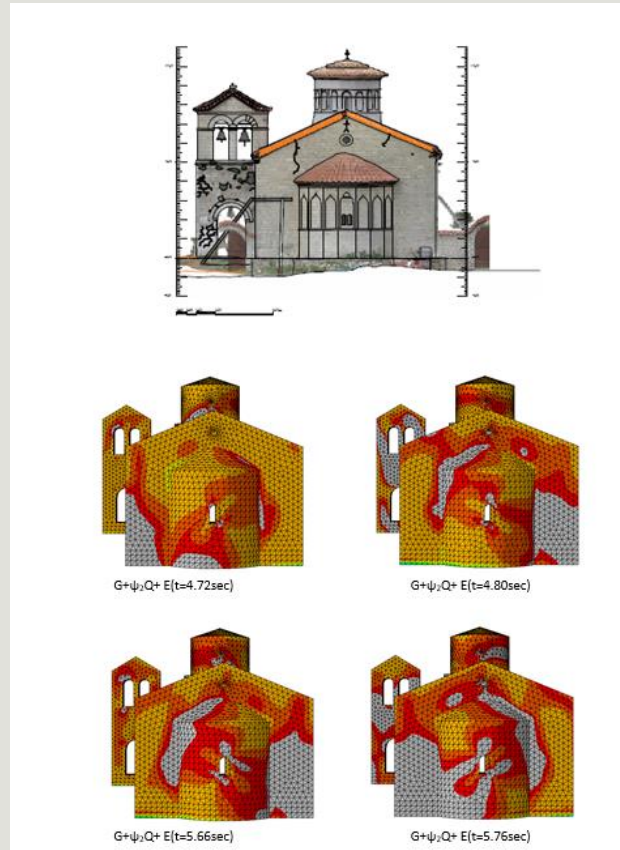 G+ψ₂Q+ E(t=4.72sec)
G+ψ₂Q+ E(t=4.80sec)
G+ψ₂Q+ E(t=5.66sec)
G+ψ₂Q+ E(t=5.76sec)